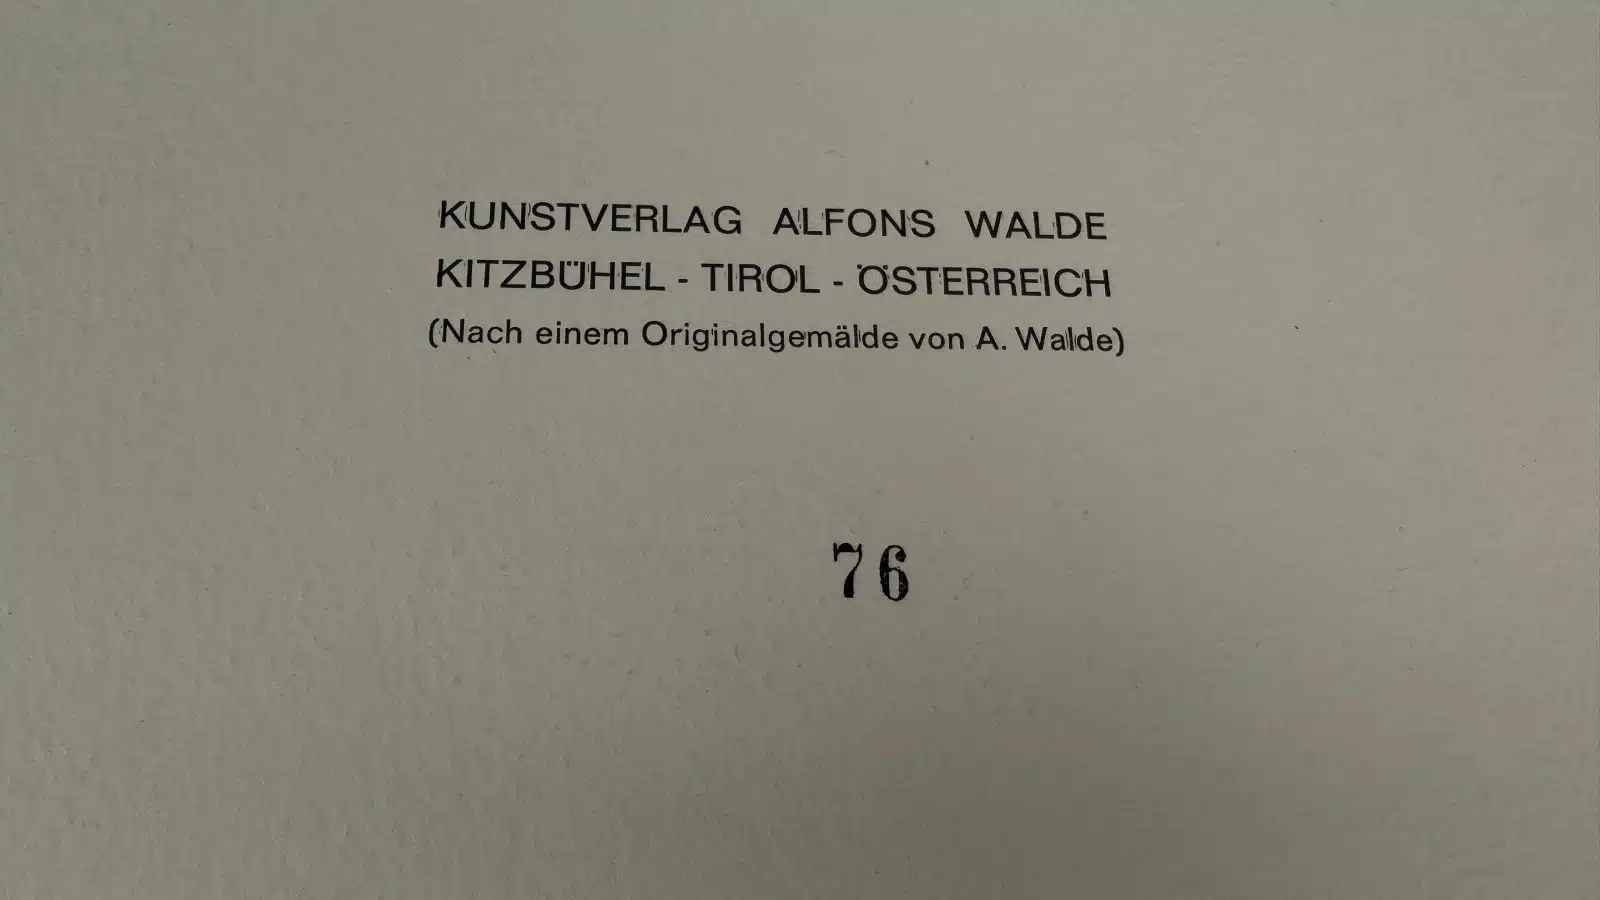 KUNSTVERLAG ALFONS WALDE
KITZBÜHEL - TIROL - ÖSTERREICH
(Nach einem Originalgemälde von A. Walde)
76